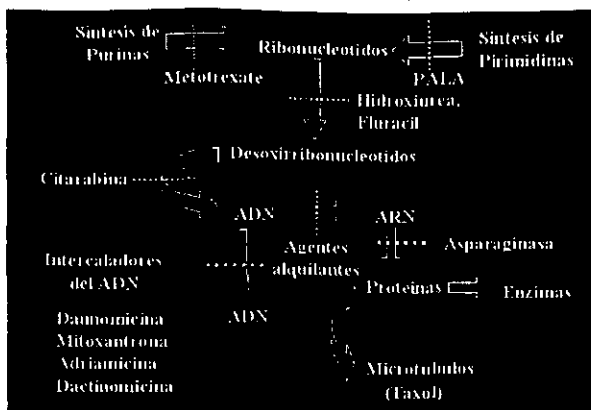 Síntesis de
Purinas
Metotrexate
Ribonucleótidos
Síntesis de
Pirimidinas
PALA
Hidroxiurea,
Fluracil
Desoxirribonucleótidos
Citarabina
ADN
ARN
Agentes
alquilantes
Asparaginasa
Intercaladores
del ADN
ADN
Proteínas
Enzimas
Daunomicina
Mitoxantrona
Adriamicina
Dactinomicina
Microtúbulos
(Taxol)